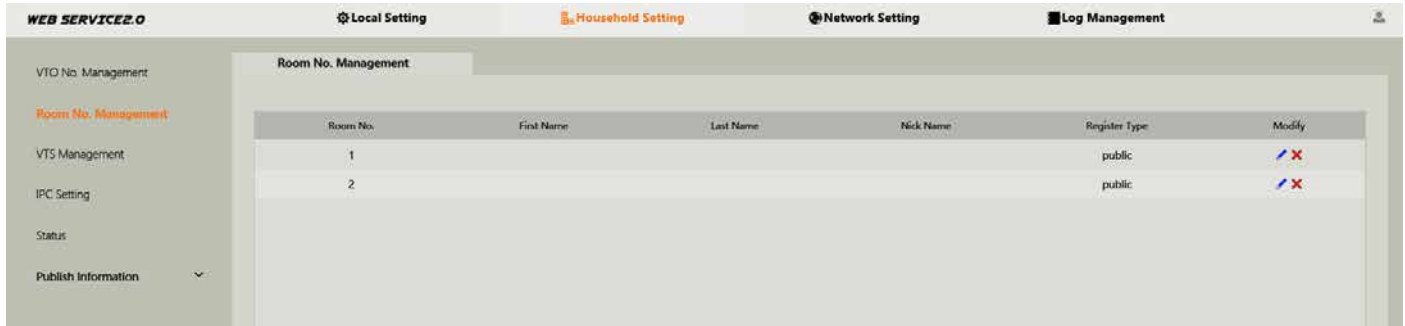 WEB SERVICE2.0 Local Setting Household Setting Network Setting Log Management
VTO No. Management
Room No. Management
VTS Management
IPC Setting
Status
Publish Information
Room No. Management
Room No. First Name Last Name Nick Name Register Type Modify
1 public
2 public